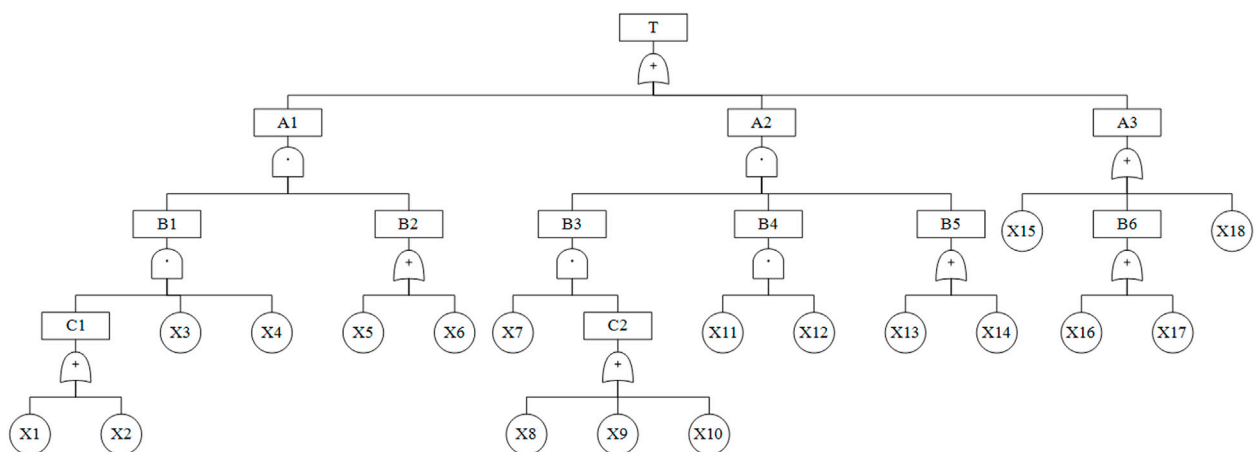 T
+
A1 A2 A3
· · +
B1 B2 B3 B4 B5 X15 B6 X18
· + · · + +
C1 X3 X4 X5 X6 X7 C2 X11 X12 X13 X14 X16 X17
+ +
X1 X2 X8 X9 X10